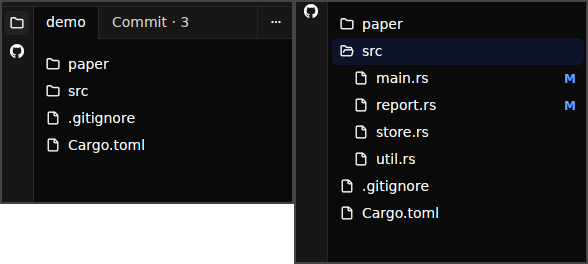 demo
Commit · 3
···
paper
src
.gitignore
Cargo.toml
paper
src
main.rs M
report.rs M
store.rs
util.rs
.gitignore
Cargo.toml